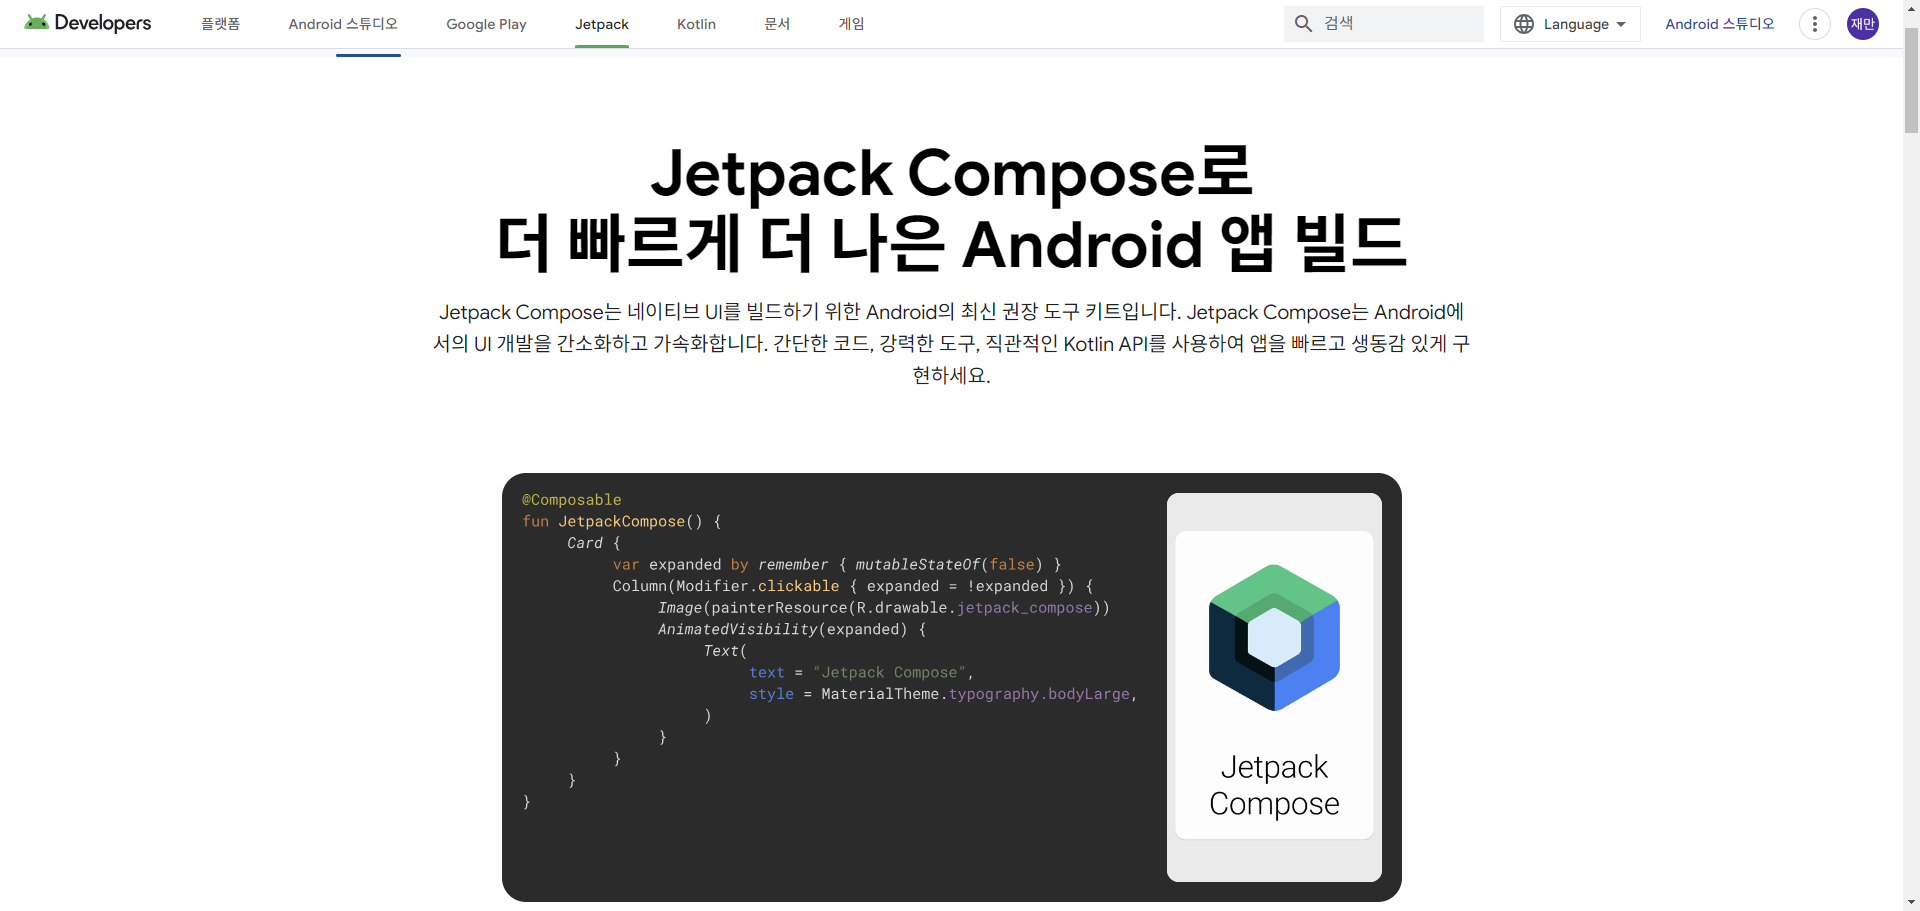 Developers
플랫폼
Android 스튜디오
Google Play
Jetpack
Kotlin
문서
게임
검색
Language
Android 스튜디오
재만
Jetpack Compose로
더 빠르게 더 나은 Android 앱 빌드
Jetpack Compose는 네이티브 UI를 빌드하기 위한 Android의 최신 권장 도구 키트입니다. Jetpack Compose는 Android에
서의 UI 개발을 간소화하고 가속화합니다. 간단한 코드, 강력한 도구, 직관적인 Kotlin API를 사용하여 앱을 빠르고 생동감 있게 구
현하세요.
@Composable
fun JetpackCompose() {
Card {
var expanded by remember { mutableStateOf(false) }
Column(Modifier.clickable { expanded = !expanded }) {
Image(painterResource(R.drawable.jetpack_compose))
AnimatedVisibility(expanded) {
Text(
text = “Jetpack Compose”,
style = MaterialTheme.typography.bodyLarge,
)
}
}
}
}
Jetpack
Compose